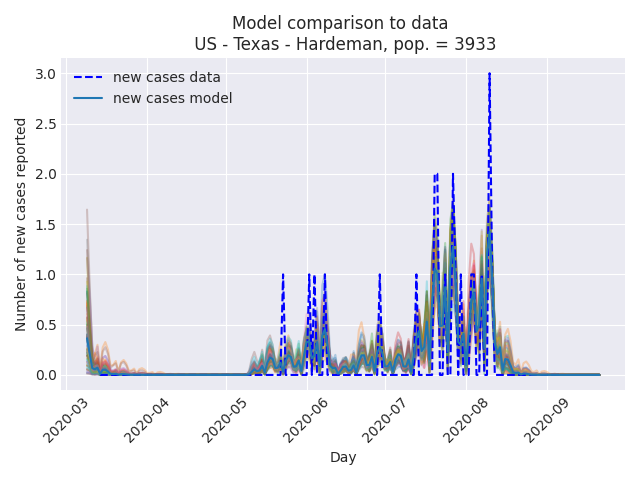 Model comparison to data
US - Texas - Hardeman, pop. = 3933
new cases data
new cases model
Number of new cases reported
3.0
2.5
2.0
1.5
1.0
0.5
0.0
2020-03
2020-04
2020-05
2020-06
2020-07
2020-08
2020-09
Day